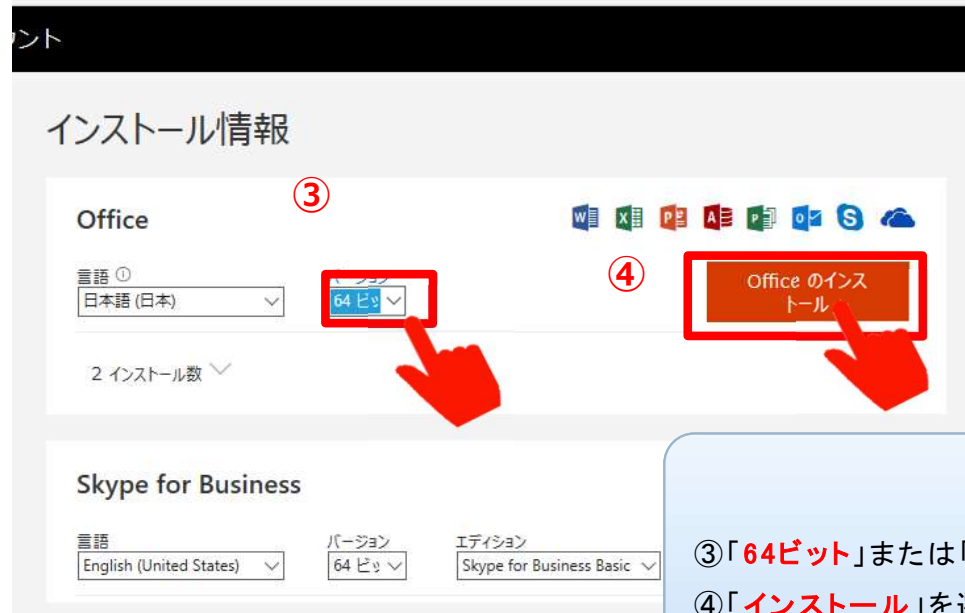 ウント
インストール情報
③
Office
④
言語
日本語 (日本)
64 ビッ
Office のインス
トール
2 インストール数
Skype for Business
言語
バージョン
エディション
English (United States)
64 ビッ
Skype for Business Basic
③「64ビット」または「
④「インストール」を